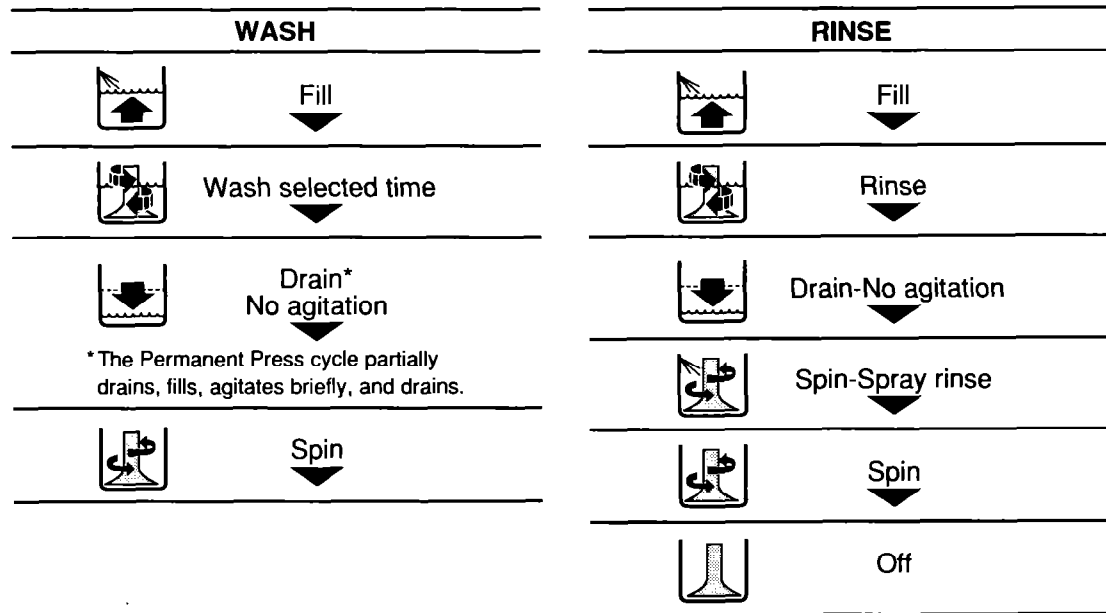 WASH
Fill
Wash selected time
Drain*
No agitation
* The Permanent Press cycle partially
drains, fills, agitates briefly, and drains.
Spin
RINSE
Fill
Rinse
Drain-No agitation
Spin-Spray rinse
Spin
Off